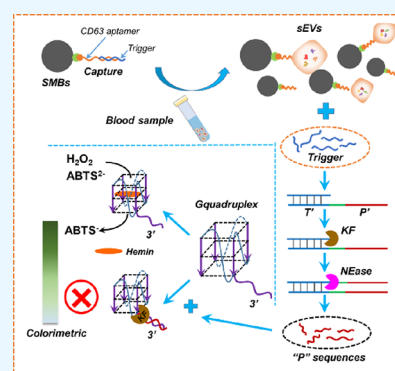 CD63 aptamer
Trigger
SMBs
Capture
sEVs
Blood sample
Trigger
H₂O₂
ABTS²⁻
Gquadruplex
T'
P'
KF
ABTS⁻
3'
Hemin
3'
NEase
Colorimetric
3'
"P" sequences